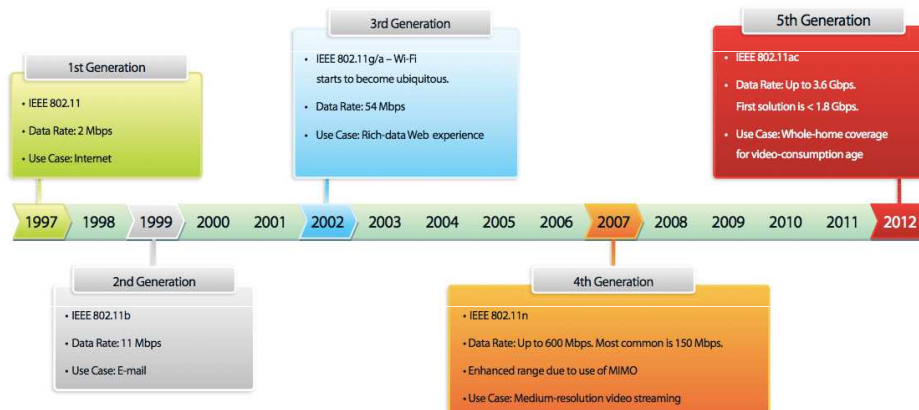 1st Generation
• IEEE 802.11
• Data Rate: 2 Mbps
• Use Case: Internet
3rd Generation
• IEEE 802.11g/a – Wi-Fi
starts to become ubiquitous.
• Data Rate: 54 Mbps
• Use Case: Rich-data Web experience
5th Generation
• IEEE 802.11ac
• Data Rate: Up to 3.6 Gbps.
First solution is < 1.8 Gbps.
• Use Case: Whole-home coverage
for video-consumption age
1997 1998 1999 2000 2001 2002 2003 2004 2005 2006 2007 2008 2009 2010 2011 2012
2nd Generation
• IEEE 802.11b
• Data Rate: 11 Mbps
• Use Case: E-mail
4th Generation
• IEEE 802.11n
• Data Rate: Up to 600 Mbps. Most common is 150 Mbps.
• Enhanced range due to use of MIMO
• Use Case: Medium-resolution video streaming